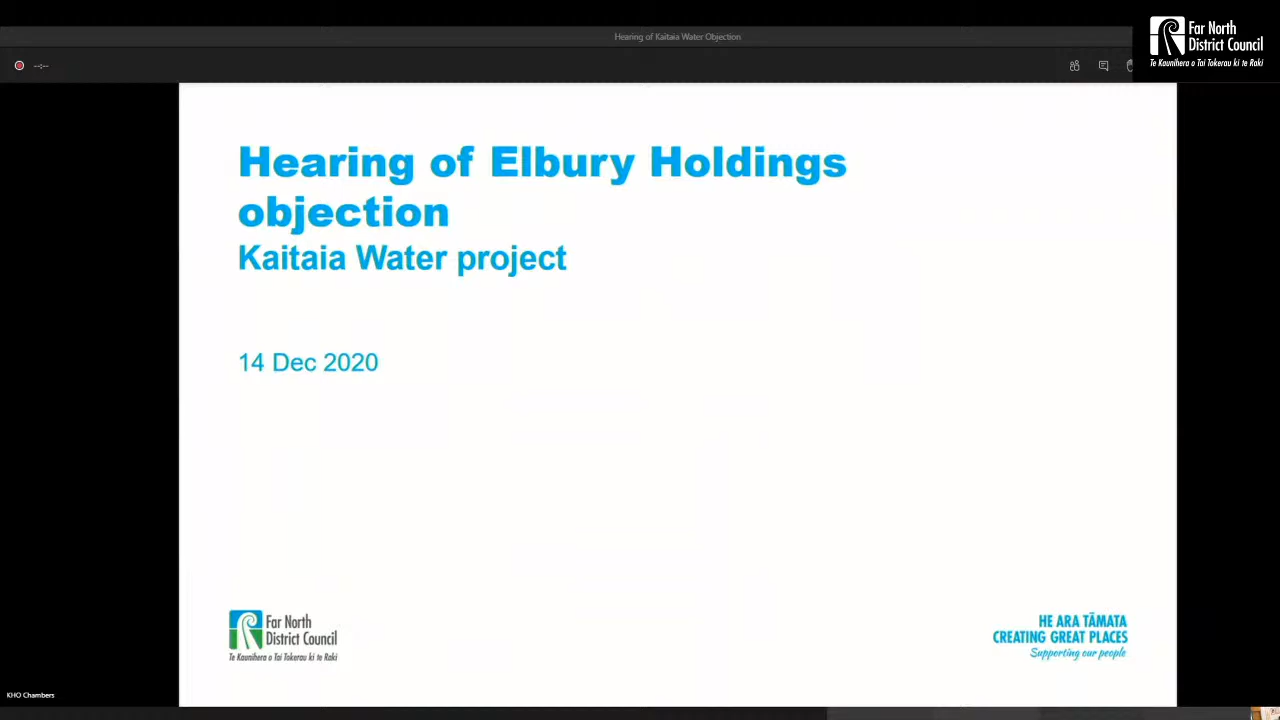 Hearing of Kaitaia Water Objection
Far North
District Council
Te Kaunihera o Tai Tokerau ki te Raki
--:--
Hearing of Elbury Holdings
objection
Kaitaia Water project
14 Dec 2020
Far North
District Council
Te Kaunihera o Tai Tokerau ki te Raki
HE ARA TĀMATA
CREATING GREAT PLACES
Supporting our people
KHO Chambers